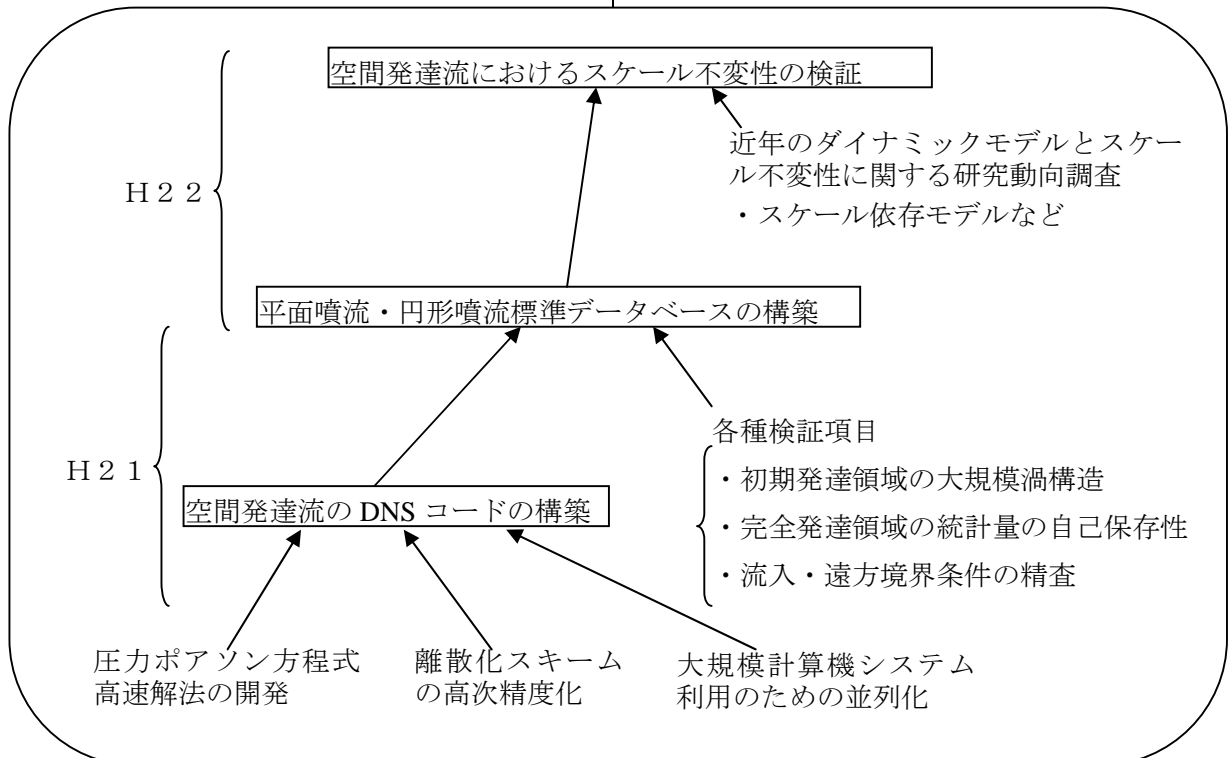 空間発達流におけるスケール不変性の検証
近年のダイナミックモデルとスケー
ル不変性に関する研究動向調査
・スケール依存モデルなど
H22
平面噴流・円形噴流標準データベースの構築
各種検証項目
H21
・初期発達領域の大規模渦構造
空間発達流の DNS コードの構築
・完全発達領域の統計量の自己保存性
・流入・遠方境界条件の精査
圧力ポアソン方程式
高速解法の開発
離散化スキーム
の高次精度化
大規模計算機システム
利用のための並列化